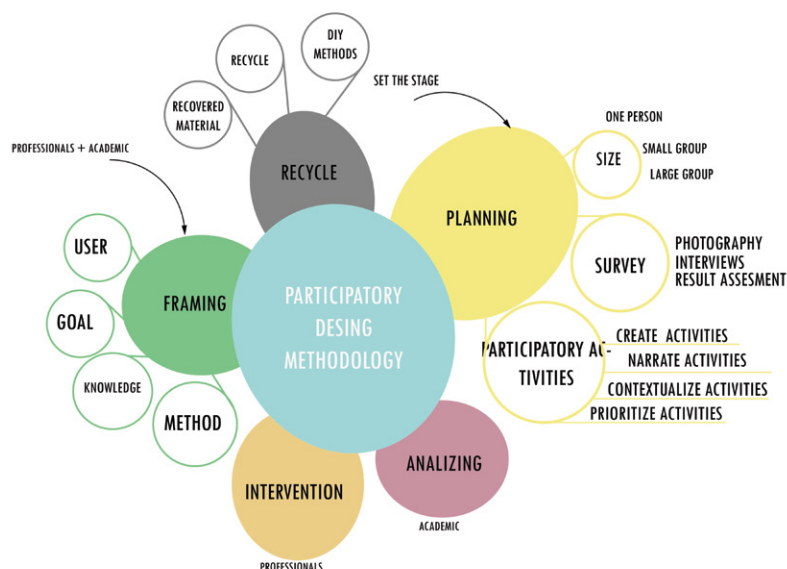 DIY
METHODS
RECYCLE
RECOVERED
MATERIAL
SET THE STAGE
PROFESSIONALS + ACADEMIC
RECYCLE
ONE PERSON
SIZE
SMALL GROUP
LARGE GROUP
PLANNING
USER
SURVEY
PHOTOGRAPHY
INTERVIEWS
RESULT ASSESMENT
FRAMING
PARTICIPATORY
DESING
METHODOLOGY
GOAL
PARTICIPATORY AC-
TIVITIES
CREATE ACTIVITIES
NARRATE ACTIVITIES
CONTEXTUALIZE ACTIVITIES
PRIORITIZE ACTIVITIES
KNOWLEDGE
METHOD
ANALIZING
INTERVENTION
ACADEMIC
PROFESSIONALS